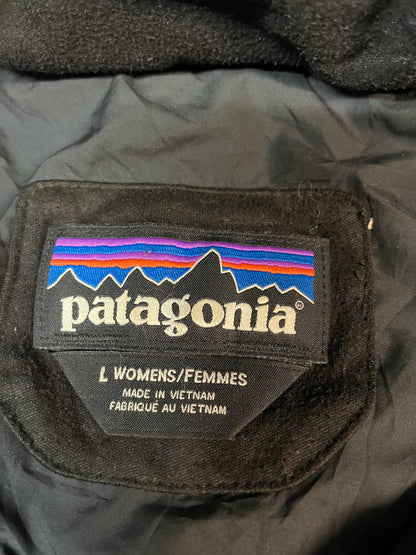 patagonia®
L WOMENS/FEMMES
MADE IN VIETNAM
FABRIQUÉ AU VIETNAM